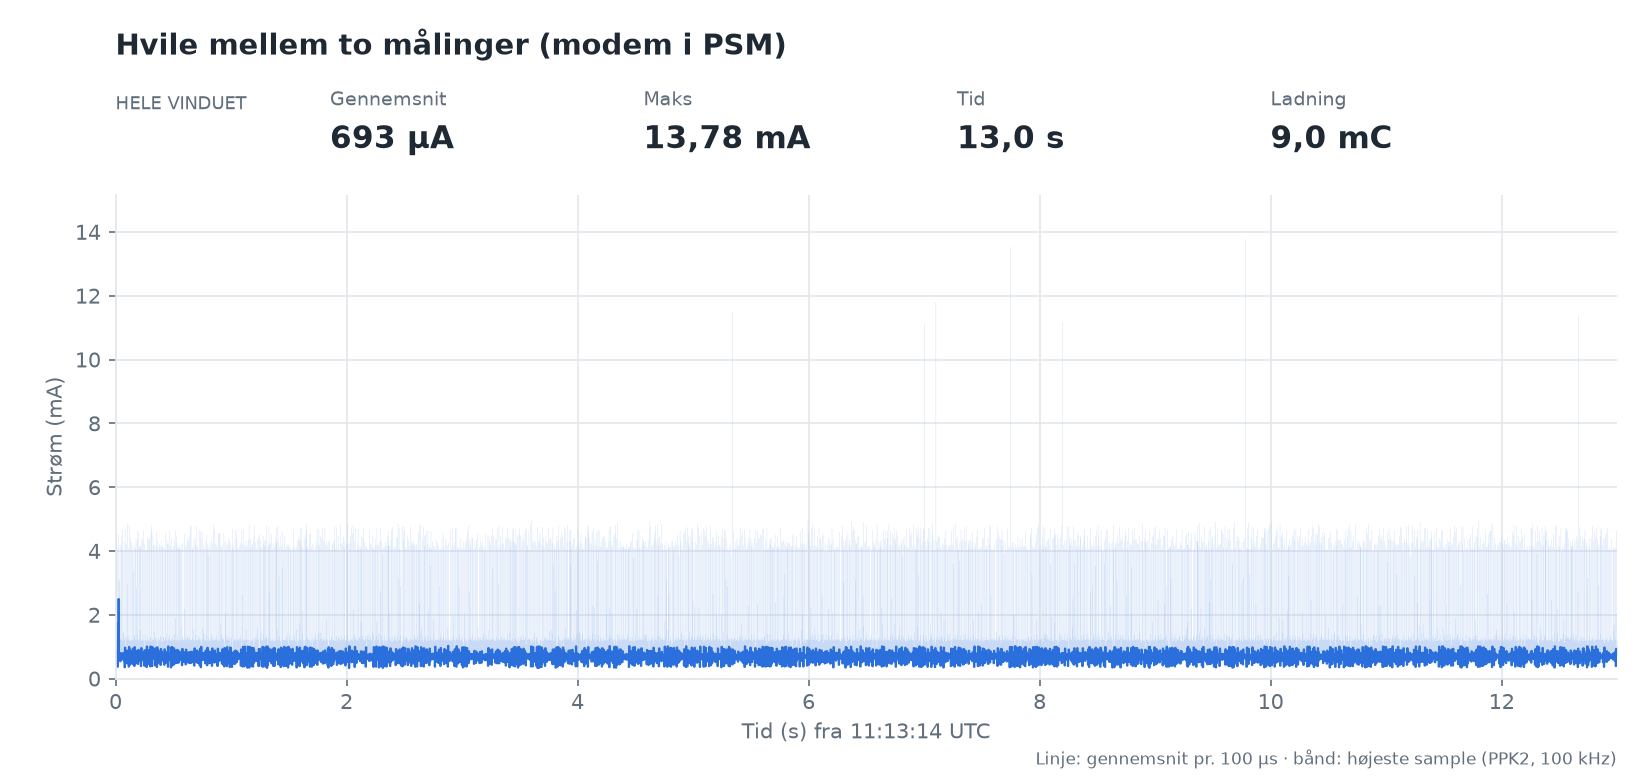 Hvile mellem to målinger (modem i PSM)
HELE VINDUET
Gennemsnit
693 µA
Maks
13,78 mA
Tid
13,0 s
Ladning
9,0 mC
Strøm (mA)
14
12
10
8
6
4
2
0
0 2 4 6 8 10 12
Tid (s) fra 11:13:14 UTC
Linje: gennemsnit pr. 100 µs · bånd: højeste sample (PPK2, 100 kHz)